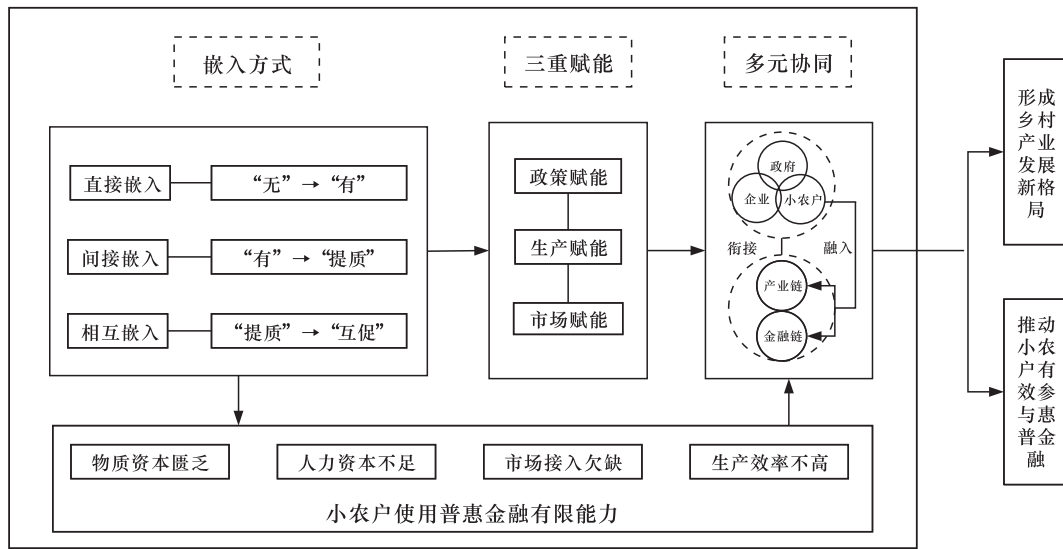 嵌入方式
三重赋能
多元协同
直接嵌入
“无”→“有”
间接嵌入
“有”→“提质”
相互嵌入
“提质”→“互促”
政策赋能
生产赋能
市场赋能
政府
企业
小农户
衔接
融入
产业链
金融链
物质资本匮乏
人力资本不足
市场接入欠缺
生产效率不高
小农户使用普惠金融有限能力
形成
乡村
产业
发展
新格
局
推动
小农
户有
效参
与惠
普金
融